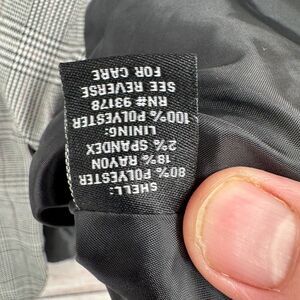 SHELL:
80% POLYESTER
18% RAYON
2% SPANDEX
LINING:
100% POLYESTER
RN# 93178
SEE REVERSE
FOR CARE